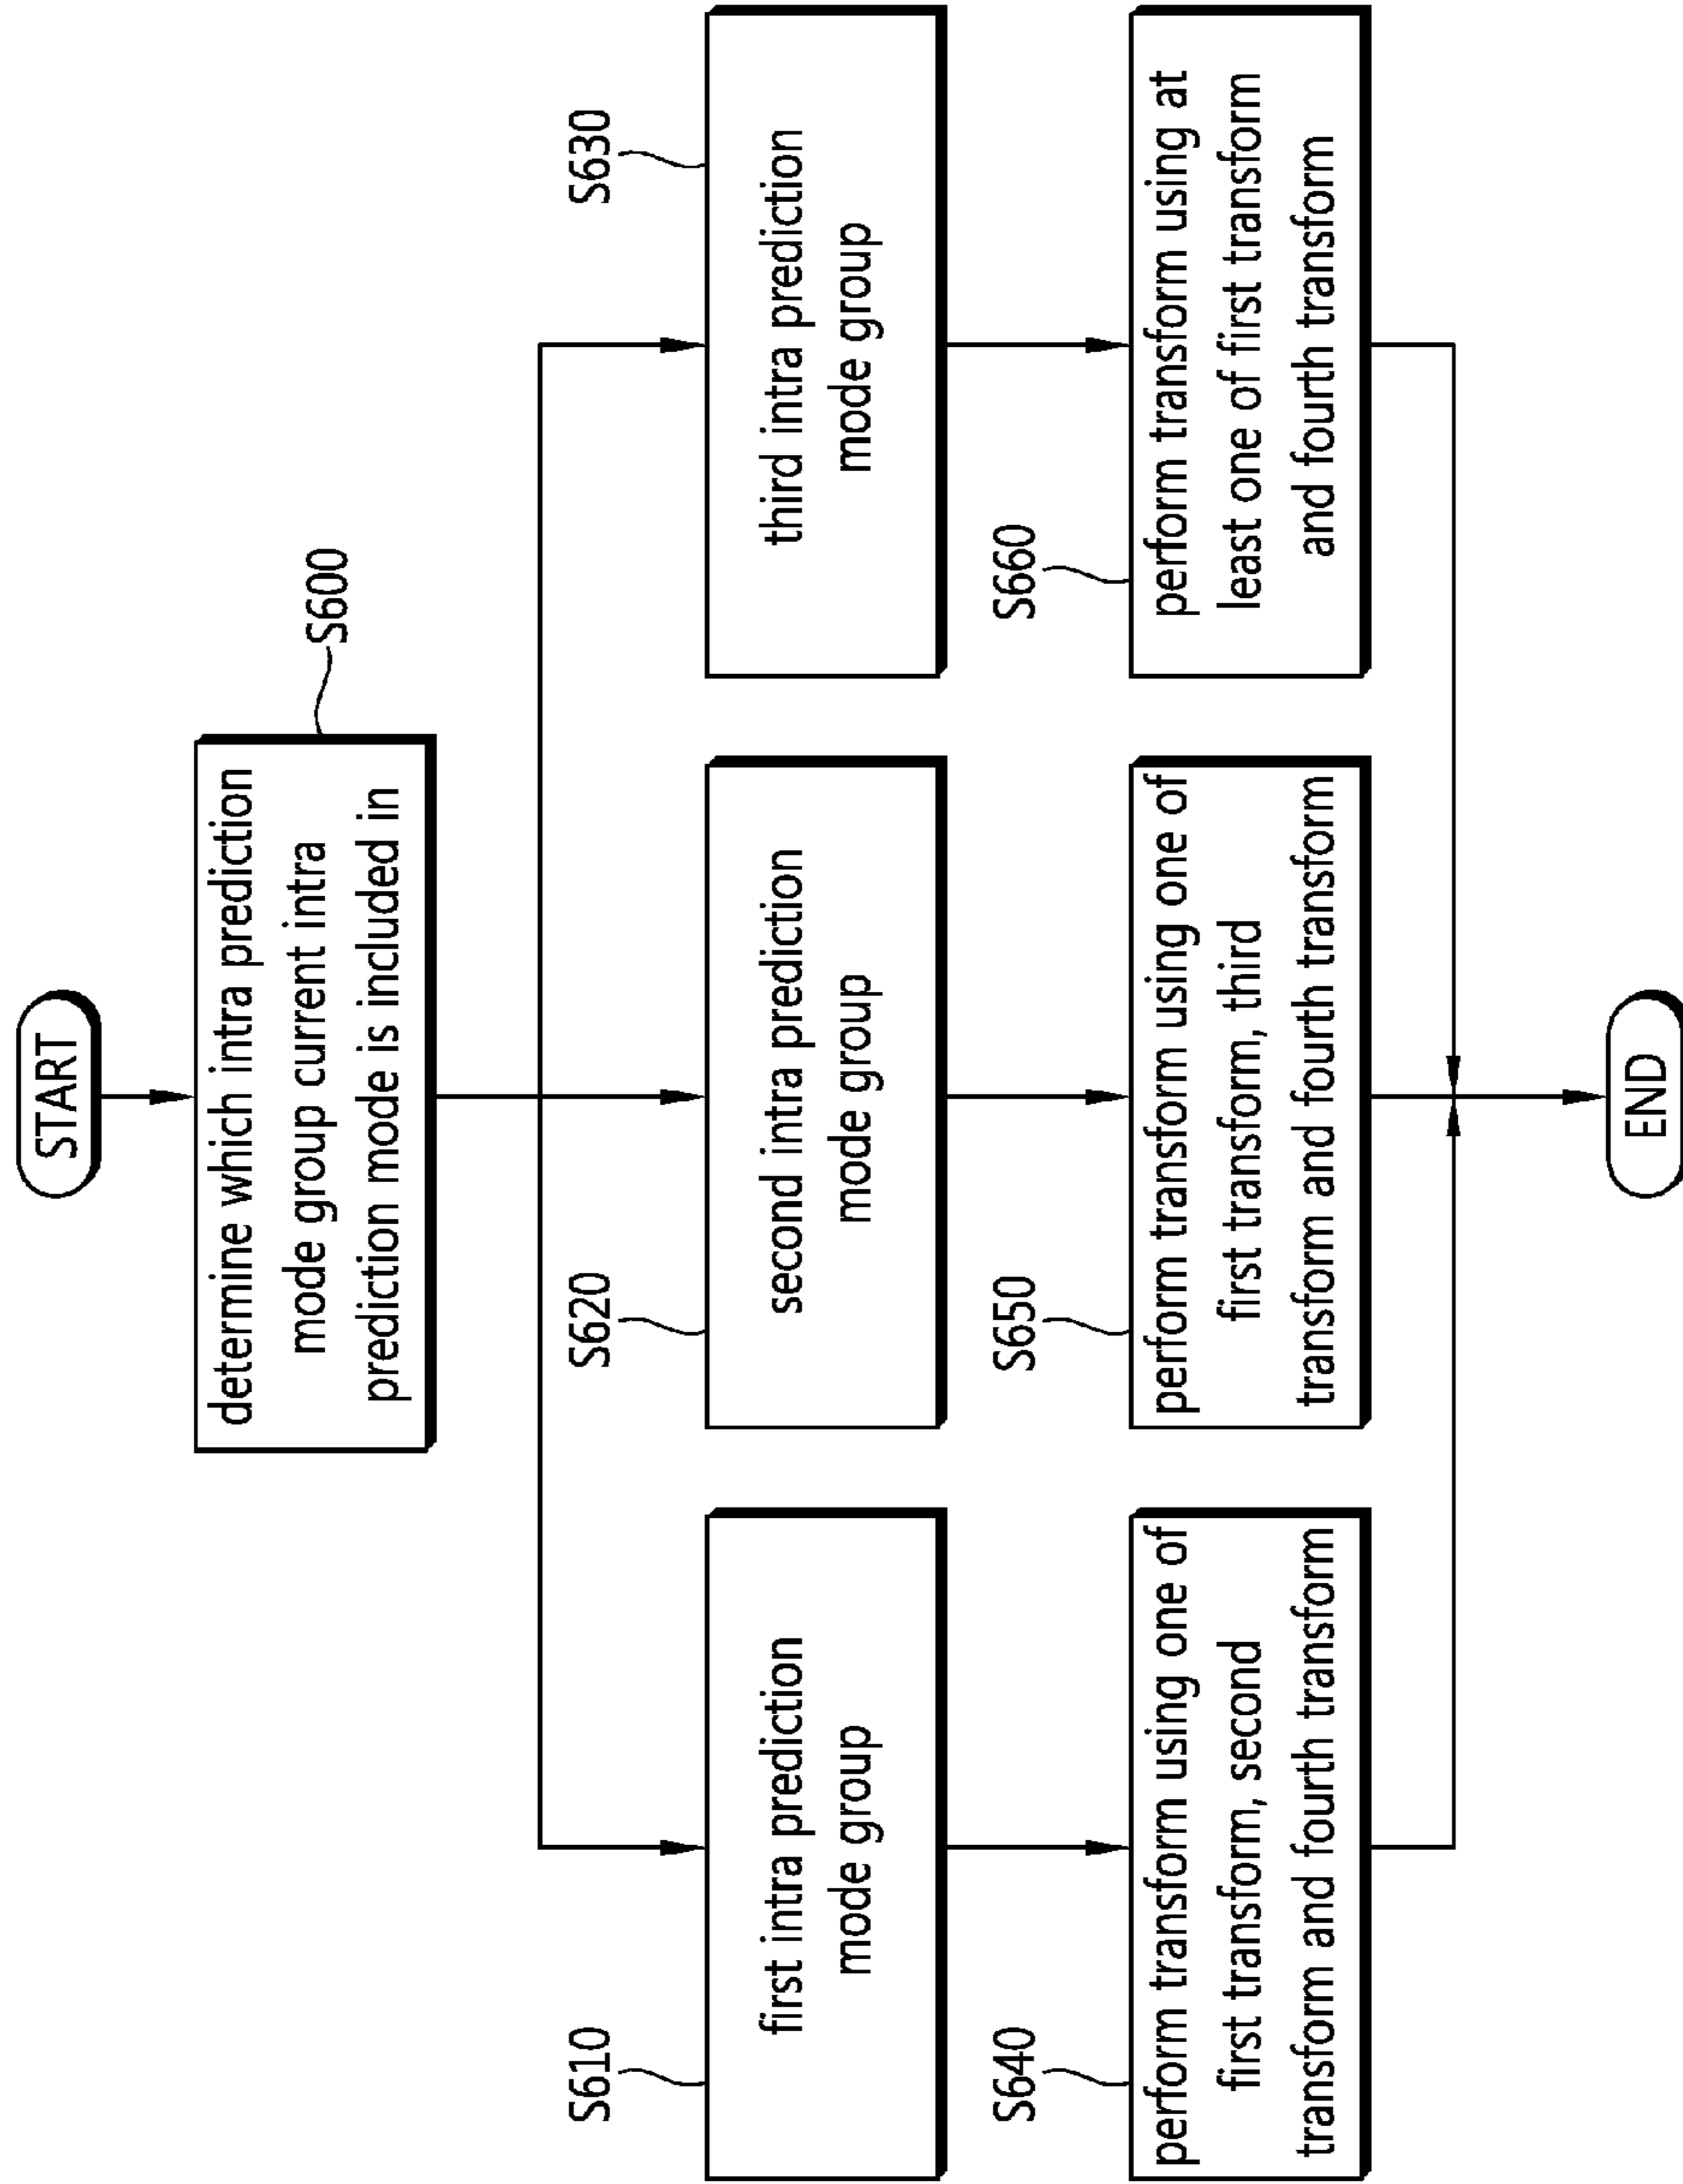 START
S600
determine which intra prediction
mode group current intra
prediction mode is included in
S610
first intra prediction
mode group
S620
second intra prediction
mode group
S630
third intra prediction
mode group
S640
perform transform using one of
first transform, second
transform and fourth transform
S650
perform transform using one of
first transform, third
transform and fourth transform
S660
perform transform using at
least one of first transform
and fourth transform
END